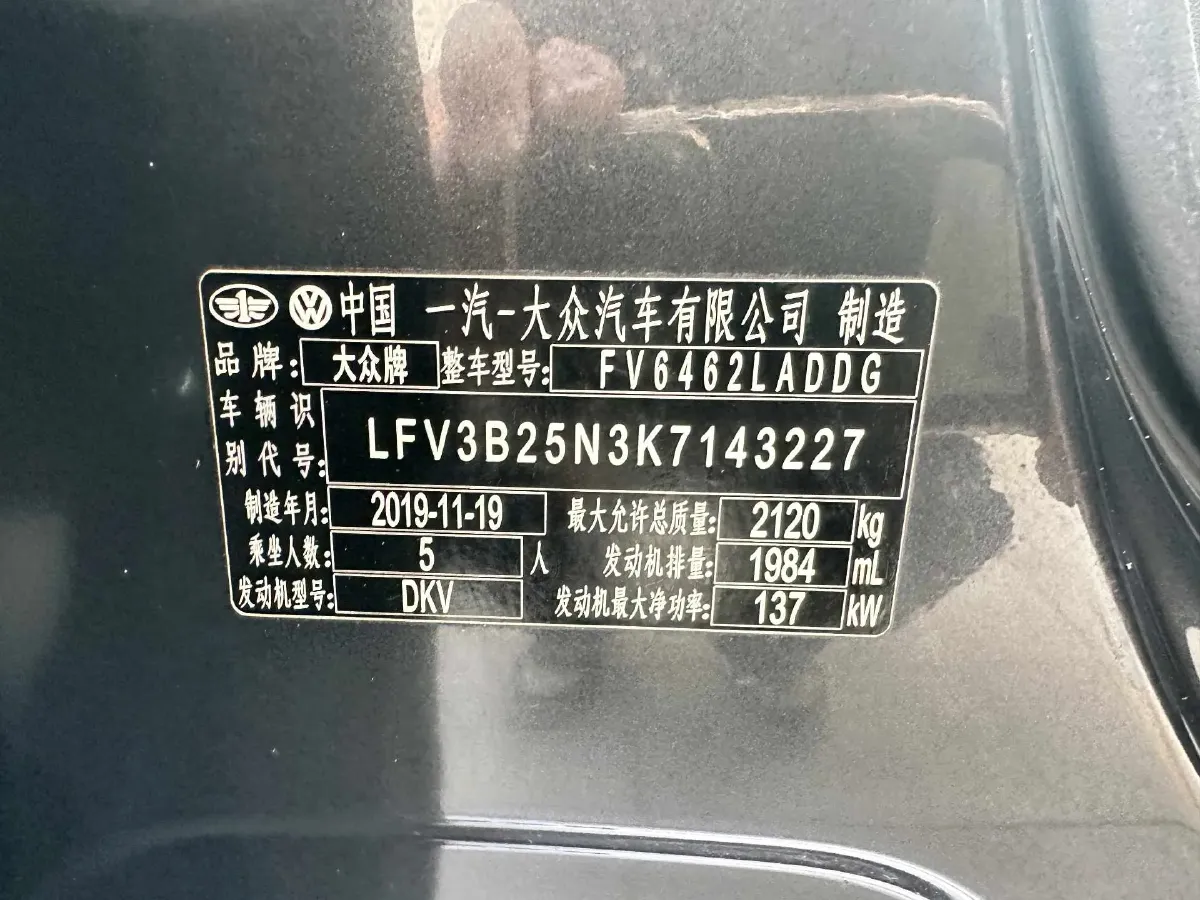 中国 一汽-大众汽车有限公司 制造
品牌: 大众牌 整车型号: FV6462LADDG
车辆识别代号: LFV3B25N3K7143227
制造年月: 2019-11-19 最大允许总质量: 2120 kg
乘坐人数: 5 人 发动机排量: 1984 mL
发动机型号: DKV 发动机最大净功率: 137 kW